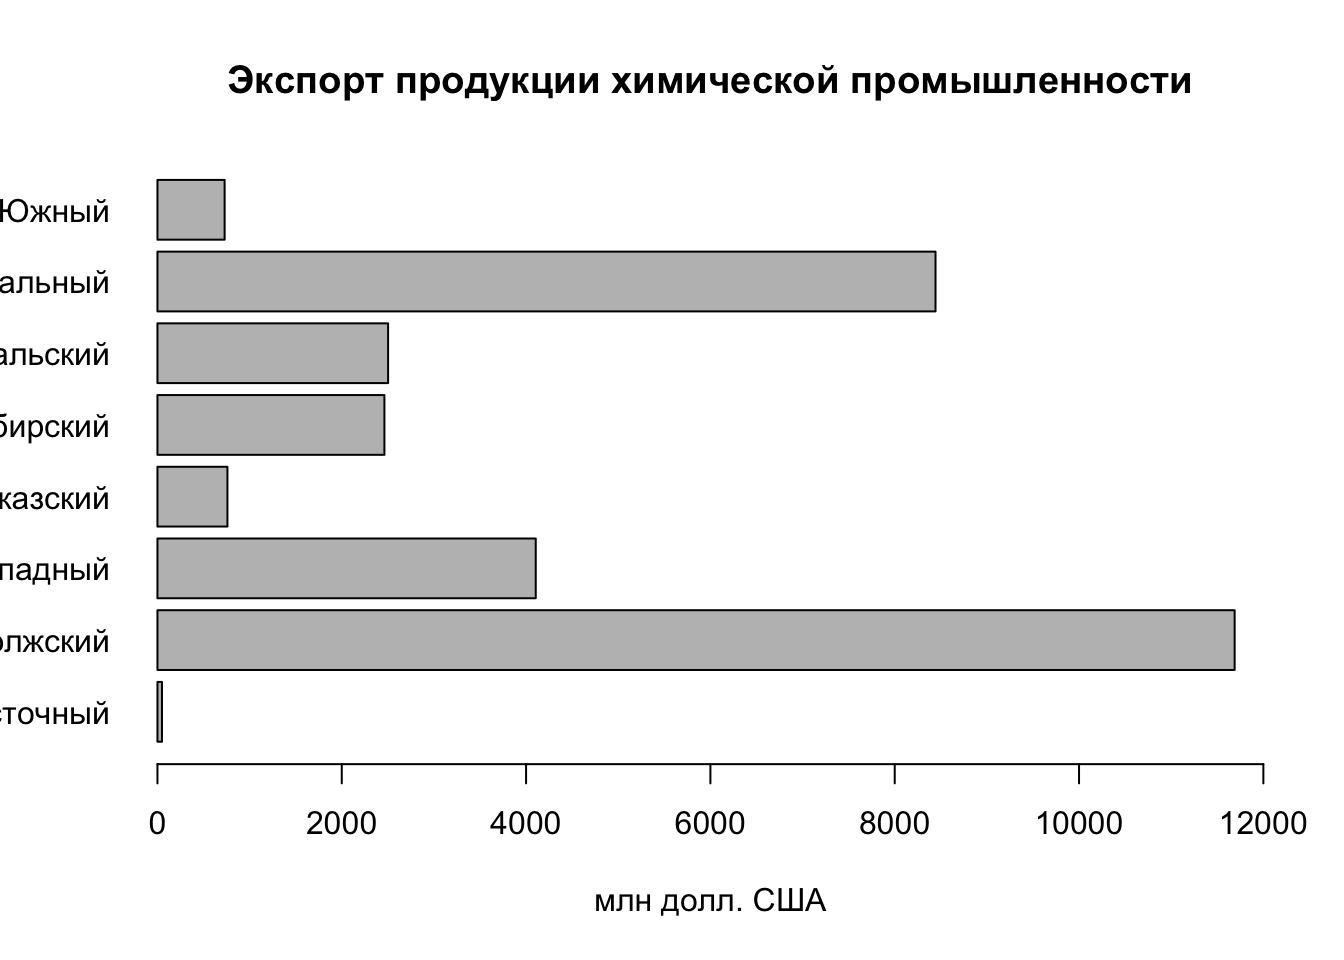 Экспорт продукции химической промышленности
Южный
альный
альский
бирский
казский
падный
олжский
сточный
0 2000 4000 6000 8000 10000 12000
млн долл. США